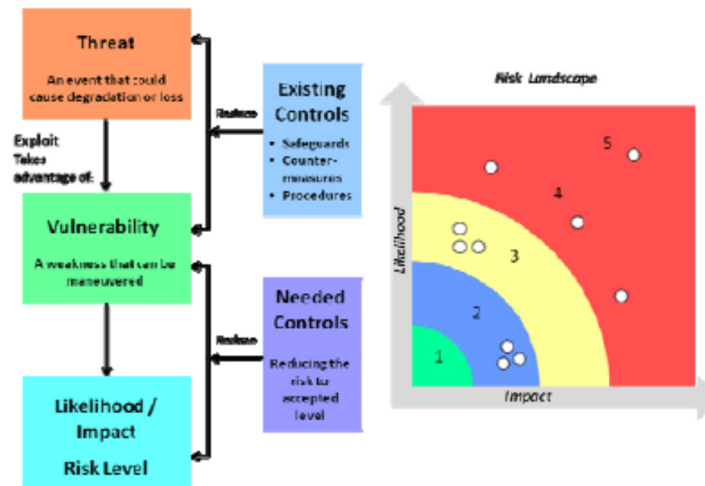 Threat
An event that could
cause degradation or loss
Exploit
Takes
advantage of:
Vulnerability
A weakness that can be
maneuvered
Likelihood /
Impact
Risk Level
Reduce
Existing
Controls
• Safeguards
• Counter-
measures
• Procedures
Reduce
Needed
Controls
Reducing the
risk to
accepted
level
Risk Landscape
Likelihood
5
4
3
2
1
Impact